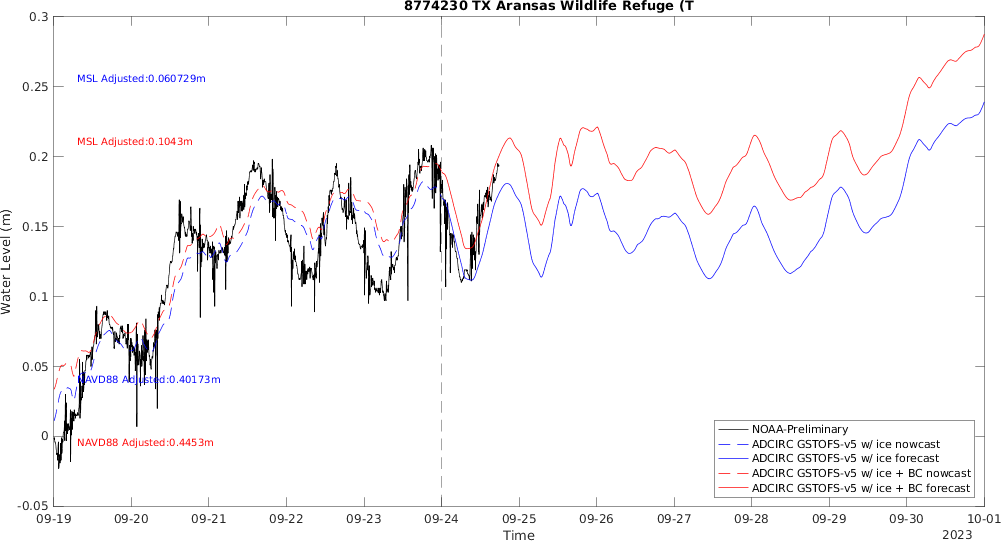 8774230 TX Aransas Wildlife Refuge (T
0.3
0.25
0.2
0.15
0.1
0.05
0
-0.05
Water Level (m)
MSL Adjusted:0.060729m
MSL Adjusted:0.1043m
NAVD88 Adjusted:0.40173m
NAVD88 Adjusted:0.4453m
NOAA-Preliminary
ADCIRC GSTOFS-v5 w/ ice nowcast
ADCIRC GSTOFS-v5 w/ ice forecast
ADCIRC GSTOFS-v5 w/ ice + BC nowcast
ADCIRC GSTOFS-v5 w/ ice + BC forecast
09-19 09-20 09-21 09-22 09-23 09-24 09-25 09-26 09-27 09-28 09-29 09-30 10-01
Time
2023